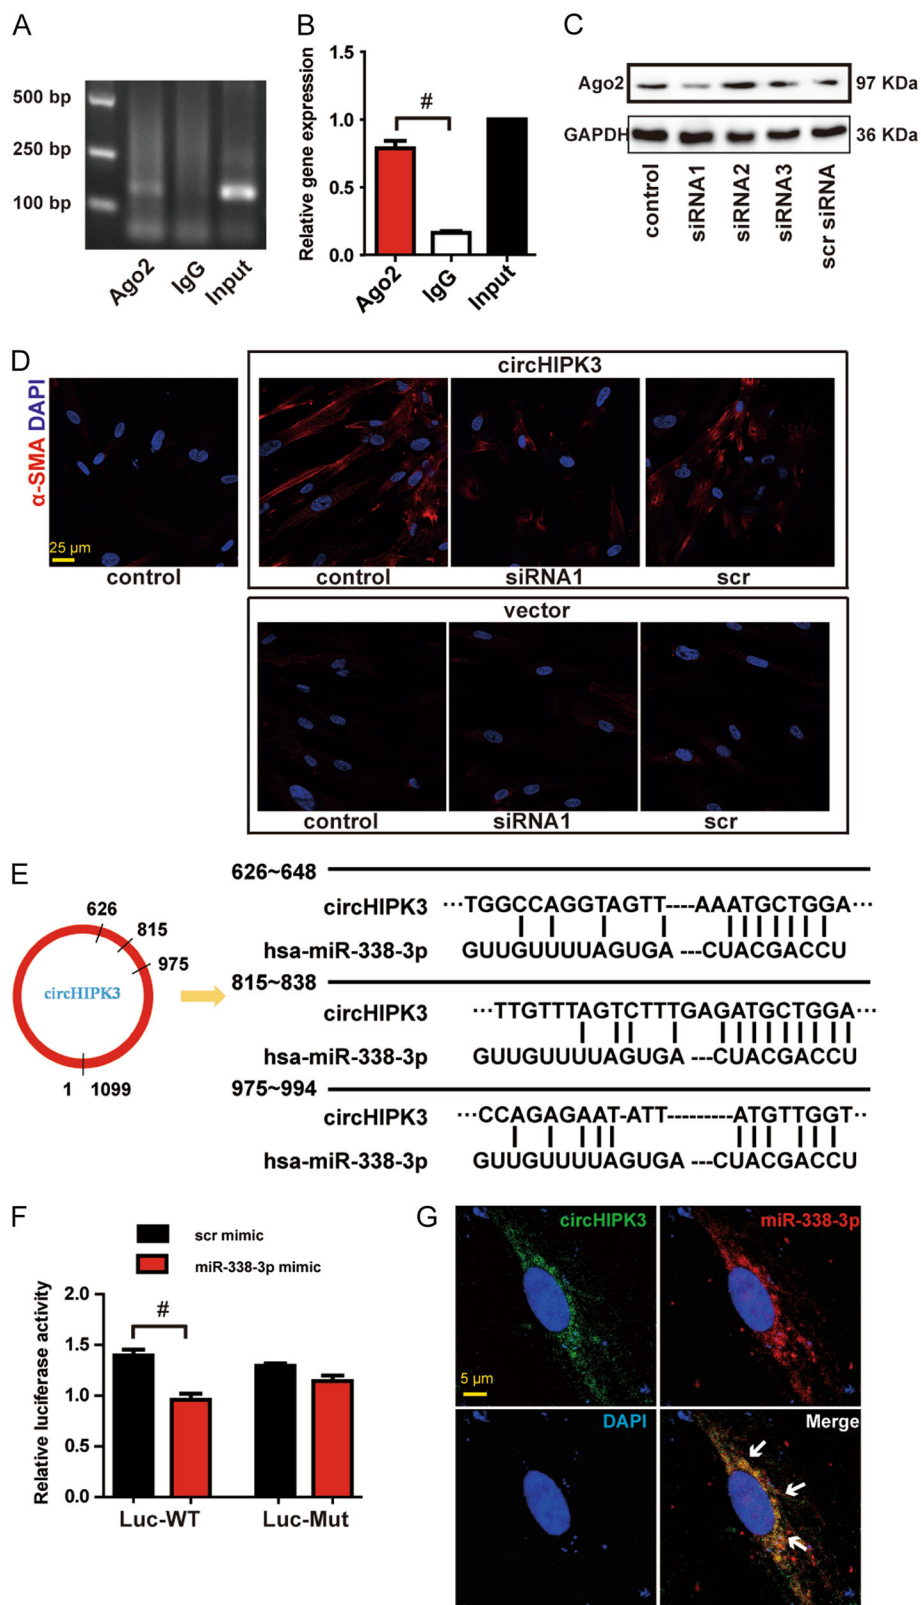 A
500 bp
250 bp
100 bp
Ago2
IgG
Input
B
Relative gene expression
1.5
1.0
0.5
0.0
#
Ago2
IgG
Input
C
Ago2
97 KDa
GAPDH
36 KDa
control
siRNA1
siRNA2
siRNA3
scr siRNA
D
α-SMA DAPI
25 μm
control
circHIPK3
control
siRNA1
scr
vector
control
siRNA1
scr
E
626
815
975
circHIPK3
1 1099
626~648
circHIPK3 ···TGGCCAGGTAGTT----AAATGCTGGA···
hsa-miR-338-3p GUUGUUUUAGUGA ---CUACGACCU
815~838
circHIPK3 ···TTGTTTAGTCTTTGAGATGCTGGA···
hsa-miR-338-3p GUUGUUUUAGUGA ---CUACGACCU
975~994
circHIPK3 ···CCAGAGAAT-ATT---------ATGTTGGT··
hsa-miR-338-3p GUUGUUUUAGUGA ---CUACGACCU
F
scr mimic
miR-338-3p mimic
Relative luciferase activity
2.0
1.5
1.0
0.5
0.0
#
Luc-WT
Luc-Mut
G
circHIPK3
miR-338-3p
5 μm
DAPI
Merge